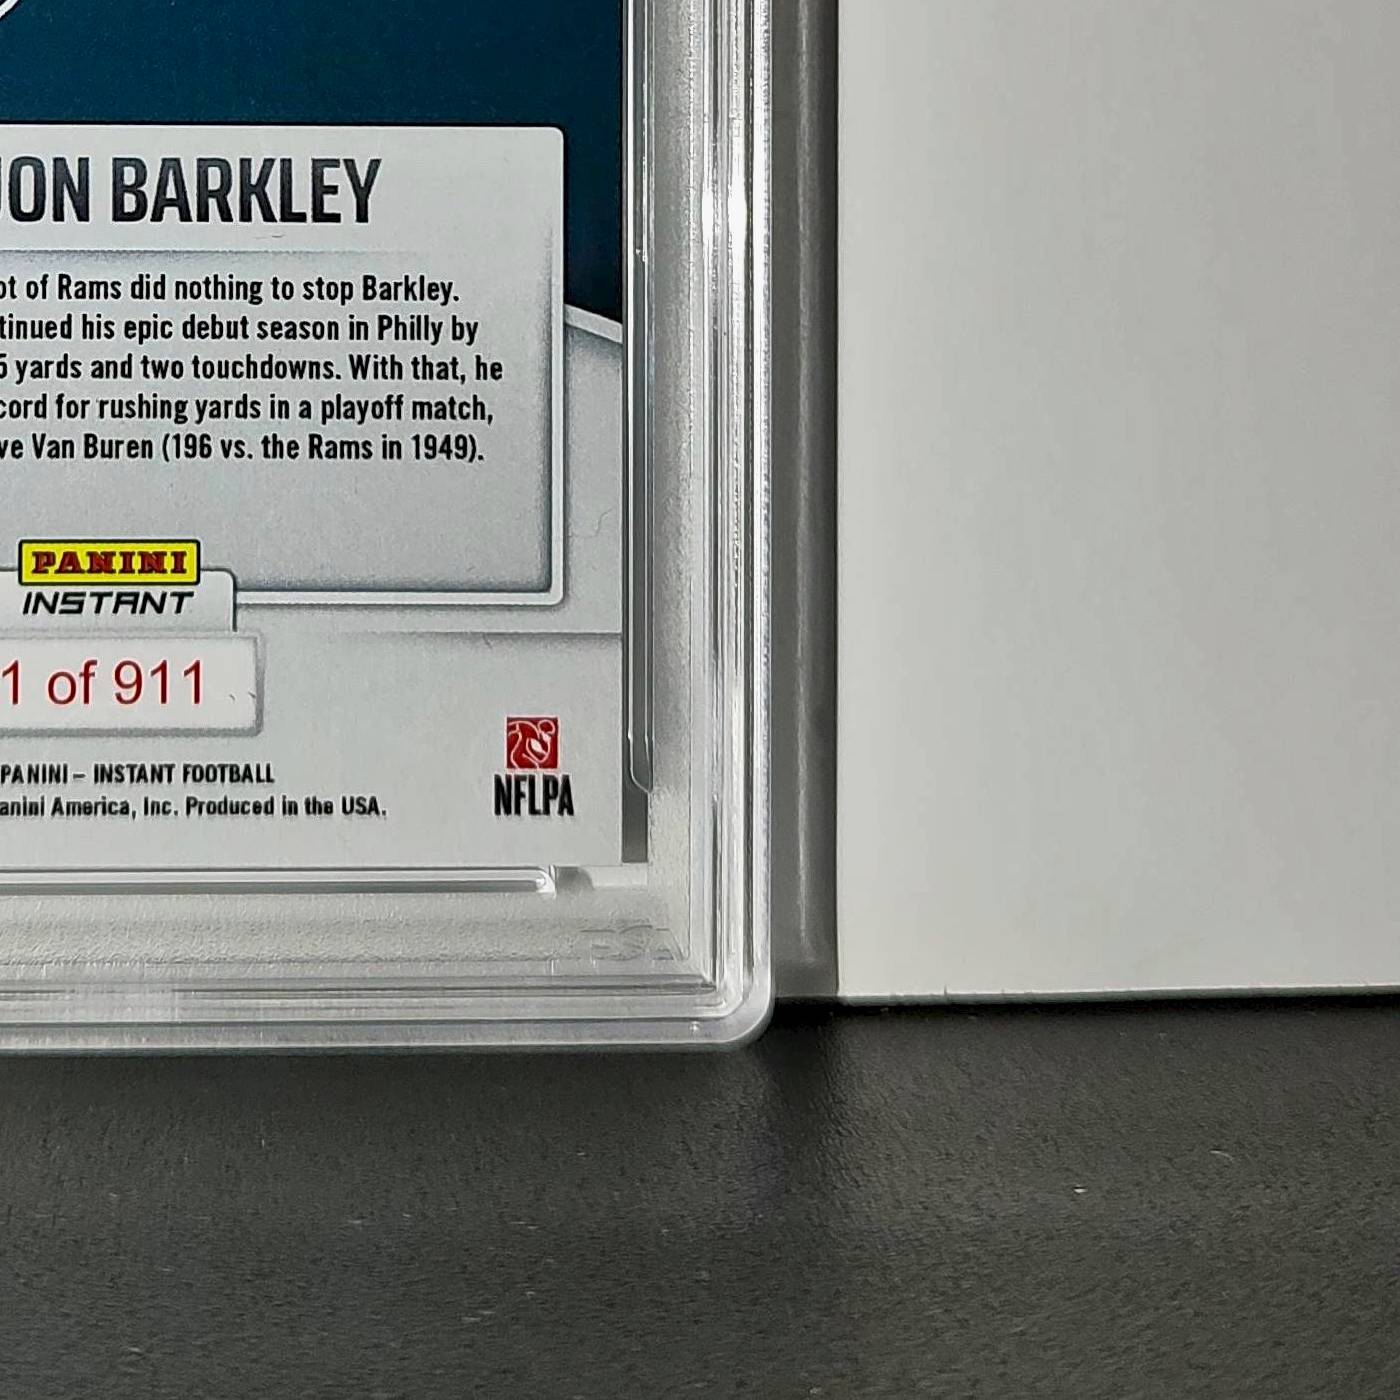 JON BARKLEY
ot of Rams did nothing to stop Barkley.
tinued his epic debut season in Philly by
5 yards and two touchdowns. With that, he
cord for rushing yards in a playoff match,
ve Van Buren (196 vs. the Rams in 1949).
PANINI
INSTANT
1 of 911
PANINI – INSTANT FOOTBALL
anini America, Inc. Produced in the USA.
NFLPA